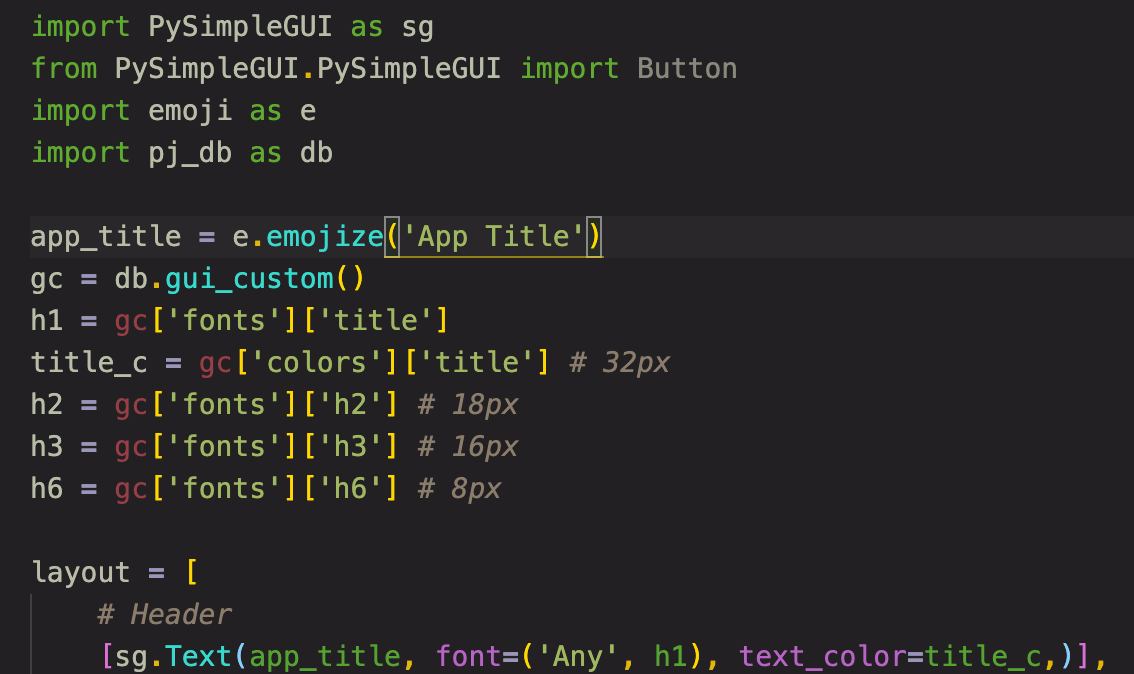 import PySimpleGUI as sg
from PySimpleGUI.PySimpleGUI import Button
import emoji as e
import pj_db as db
app_title = e.emojize('App Title')
gc = db.gui_custom()
h1 = gc['fonts']['title']
title_c = gc['colors']['title'] # 32px
h2 = gc['fonts']['h2'] # 18px
h3 = gc['fonts']['h3'] # 16px
h6 = gc['fonts']['h6'] # 8px
layout = [
# Header
[sg.Text(app_title, font=('Any', h1), text_color=title_c,)],